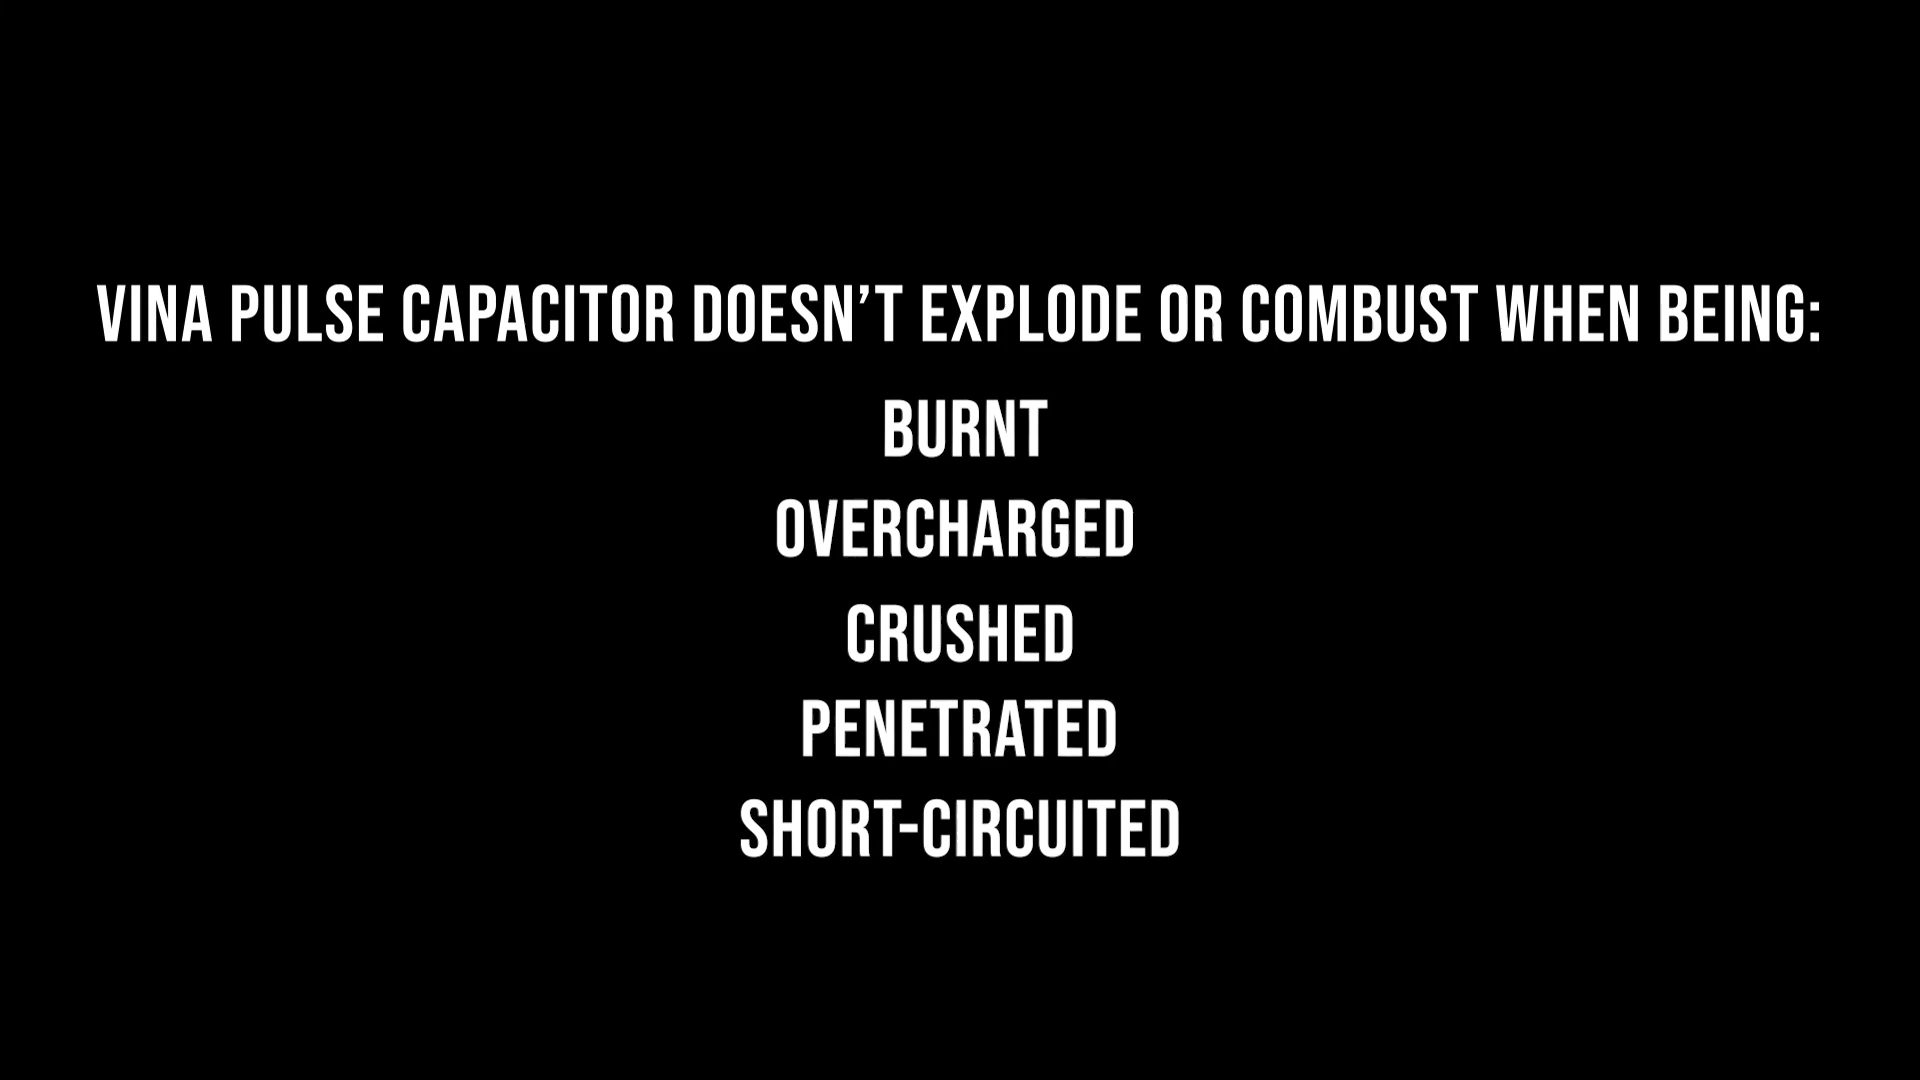 VINA PULSE CAPACITOR DOESN’T EXPLODE OR COMBUST WHEN BEING:
BURNT
OVERCHARGED
CRUSHED
PENETRATED
SHORT-CIRCUITED